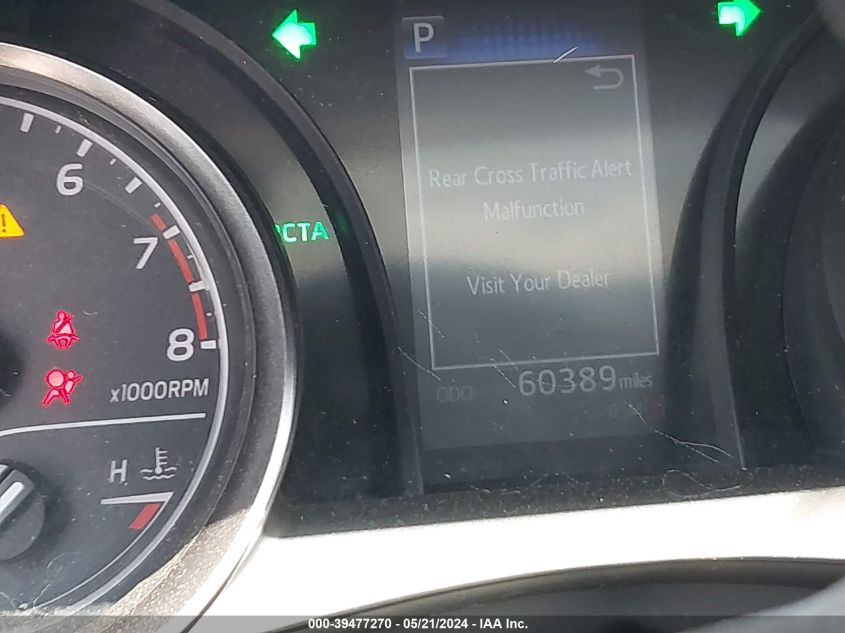 P
Rear Cross Traffic Alert
Malfunction
Visit Your Dealer
ODO 60389 miles
6
7
8
x1000RPM
H
000-39477270 - 05/21/2024 - IAA Inc.